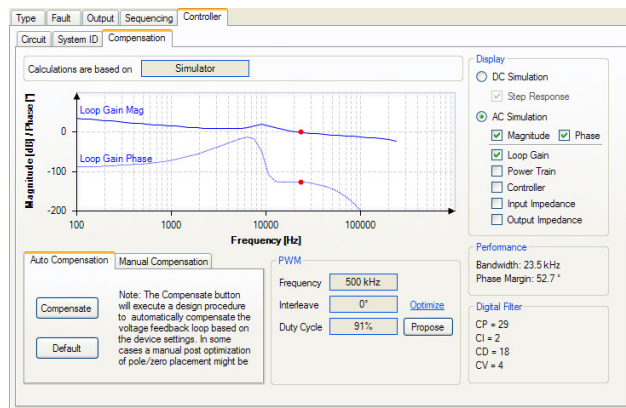 Type Fault Output Sequencing Controller
Circuit System ID Compensation
Calculations are based on Simulator
Magnitude [dB] / Phase [°]
Loop Gain Mag
Loop Gain Phase
0
-100
-200
100 1000 10000 100000
Frequency [Hz]
Display
DC Simulation
Step Response
AC Simulation
Magnitude Phase
Loop Gain
Power Train
Controller
Input Impedance
Output Impedance
Auto Compensation Manual Compensation
Compensate
Default
Note: The Compensate button
will execute a design procedure
to automatically compensate the
voltage feedback loop based on
the device settings. In some
cases a manual post optimization
of pole/zero placement might be
PWM
Frequency 500 kHz
Interleave 0° Optimize
Duty Cycle 91% Propose
Performance
Bandwidth: 23.5 kHz
Phase Margin: 52.7 °
Digital Filter
CP = 29
CI = 2
CD = 18
CV = 4